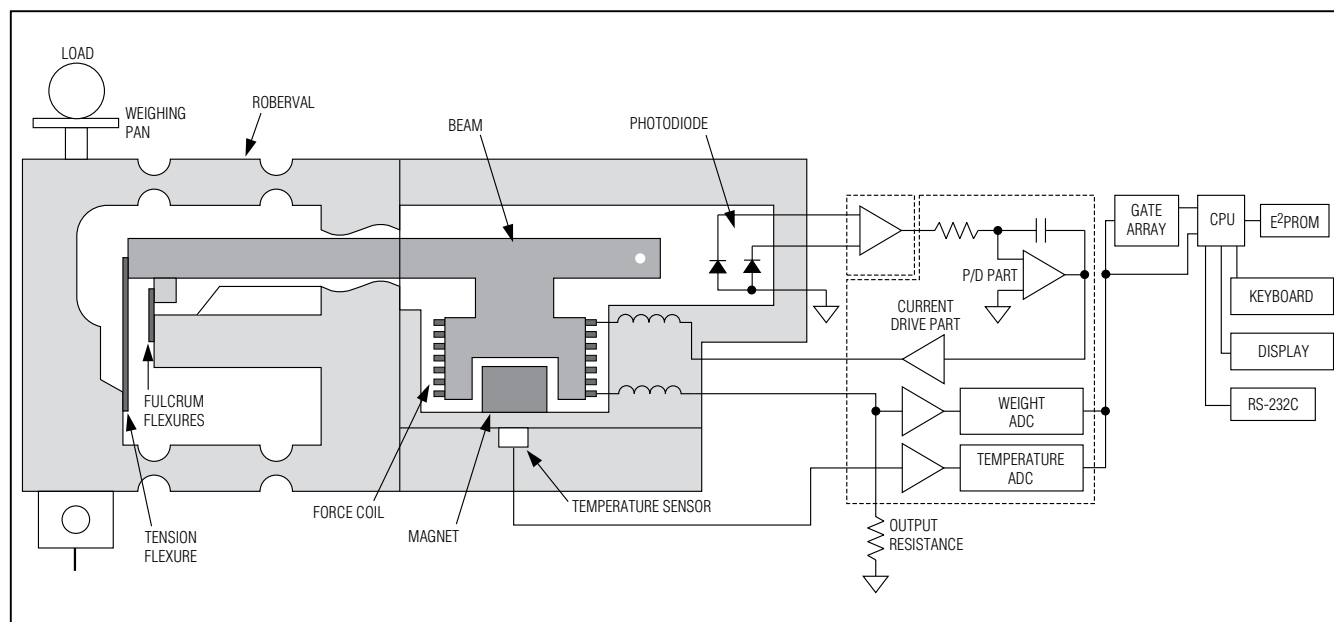 LOAD
WEIGHING
PAN
ROBERVAL
BEAM
PHOTODIODE
GATE
ARRAY
CPU
E²PROM
P/D PART
KEYBOARD
CURRENT
DRIVE PART
DISPLAY
FULCRUM
FLEXURES
WEIGHT
ADC
RS-232C
TEMPERATURE
ADC
FORCE COIL
TEMPERATURE SENSOR
MAGNET
TENSION
FLEXURE
OUTPUT
RESISTANCE